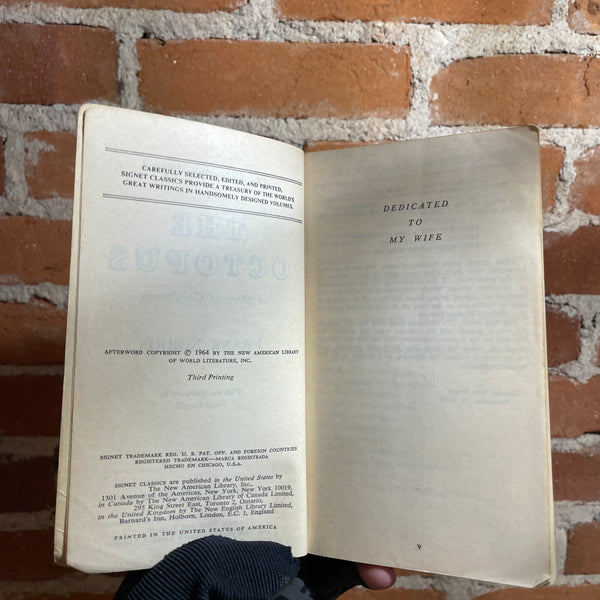 CAREFULLY SELECTED, EDITED, AND PRINTED,
SIGNET CLASSICS PROVIDE A TREASURY OF THE WORLD'S
GREAT WRITINGS IN HANDSOMELY DESIGNED VOLUMES.
THE
OCTOPUS
AFTERWORD COPYRIGHT © 1964 BY THE NEW AMERICAN LIBRARY
OF WORLD LITERATURE, INC.
Third Printing
SIGNET TRADEMARK REG. U. S. PAT. OFF. AND FOREIGN COUNTRIES
REGISTERED TRADEMARK—MARCA REGISTRADA
HECHO EN CHICAGO, U.S.A.
SIGNET CLASSICS are published in the United States by
The New American Library, Inc.,
1301 Avenue of the Americas, New York, New York 10019,
in Canada by The New American Library of Canada Limited,
295 King Street East, Toronto 2, Ontario,
in the United Kingdom by The New English Library Limited,
Barnard's Inn, Holborn, London, E.C. 1, England
PRINTED IN THE UNITED STATES OF AMERICA
DEDICATED
TO
MY WIFE
v